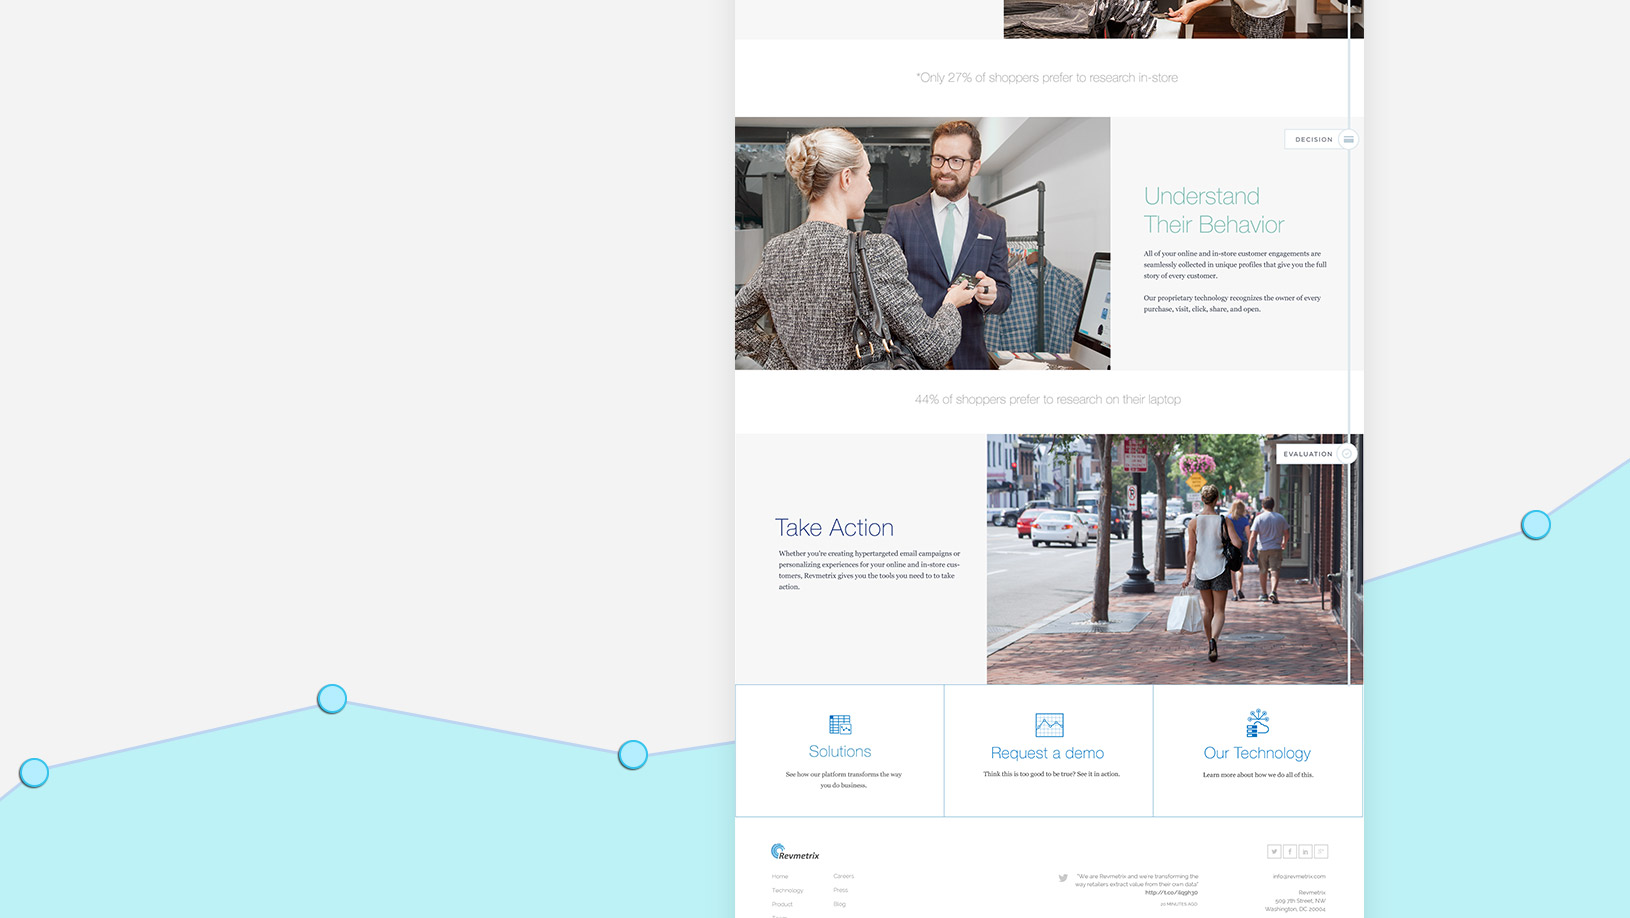 *Only 27% of shoppers prefer to research in-store
DECISION
Understand
Their Behavior
All of your online and in-store customer engagements are
seamlessly collected in unique profiles that give you the full
story of every customer.
Our proprietary technology recognizes the owner of every
purchase, visit, click, share, and open.
44% of shoppers prefer to research on their laptop
EVALUATION
Take Action
Whether you're creating hypertargeted email campaigns or
personalizing experiences for your online and in-store cus-
tomers, Revmetrix gives you the tools you need to to take
action.
Solutions
See how our platform transforms the way
you do business.
Request a demo
Think this is too good to be true? See it in action.
Our Technology
Learn more about how we do all of this.
Revmetrix
Home
Technology
Product
Careers
Press
Blog
"We are Revmetrix and we're transforming the
way retailers extract value from their own data"
20 MINUTES AGO
info@revmetrix.com
Revmetrix
509 7th Street, NW
Washington, DC 20004